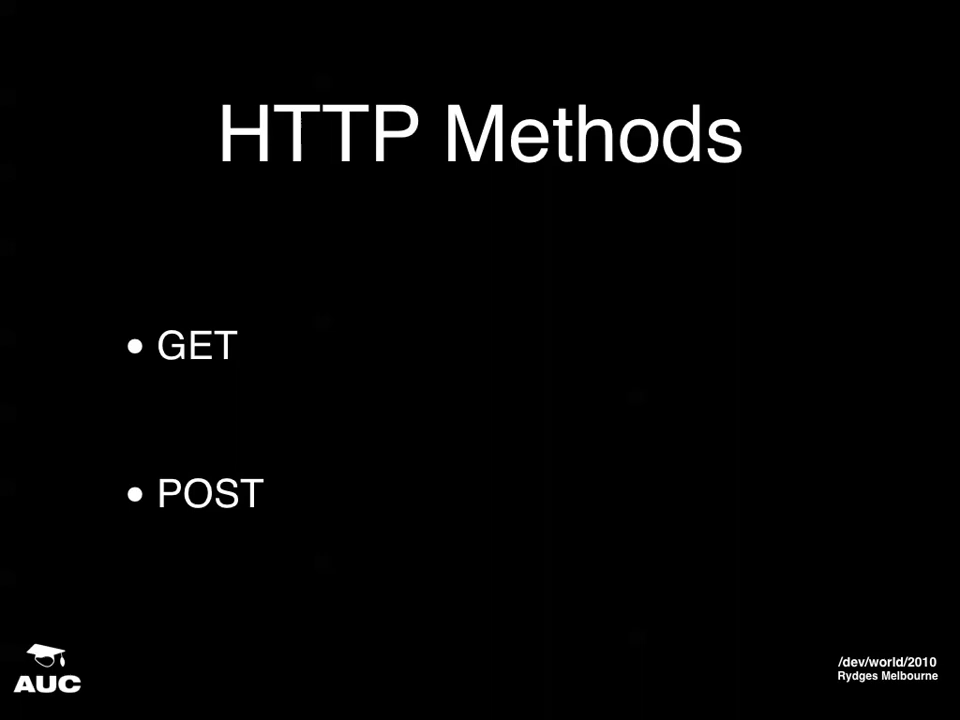 HTTP Methods
• GET
• POST
AUC
/dev/world/2010
Rydges Melbourne